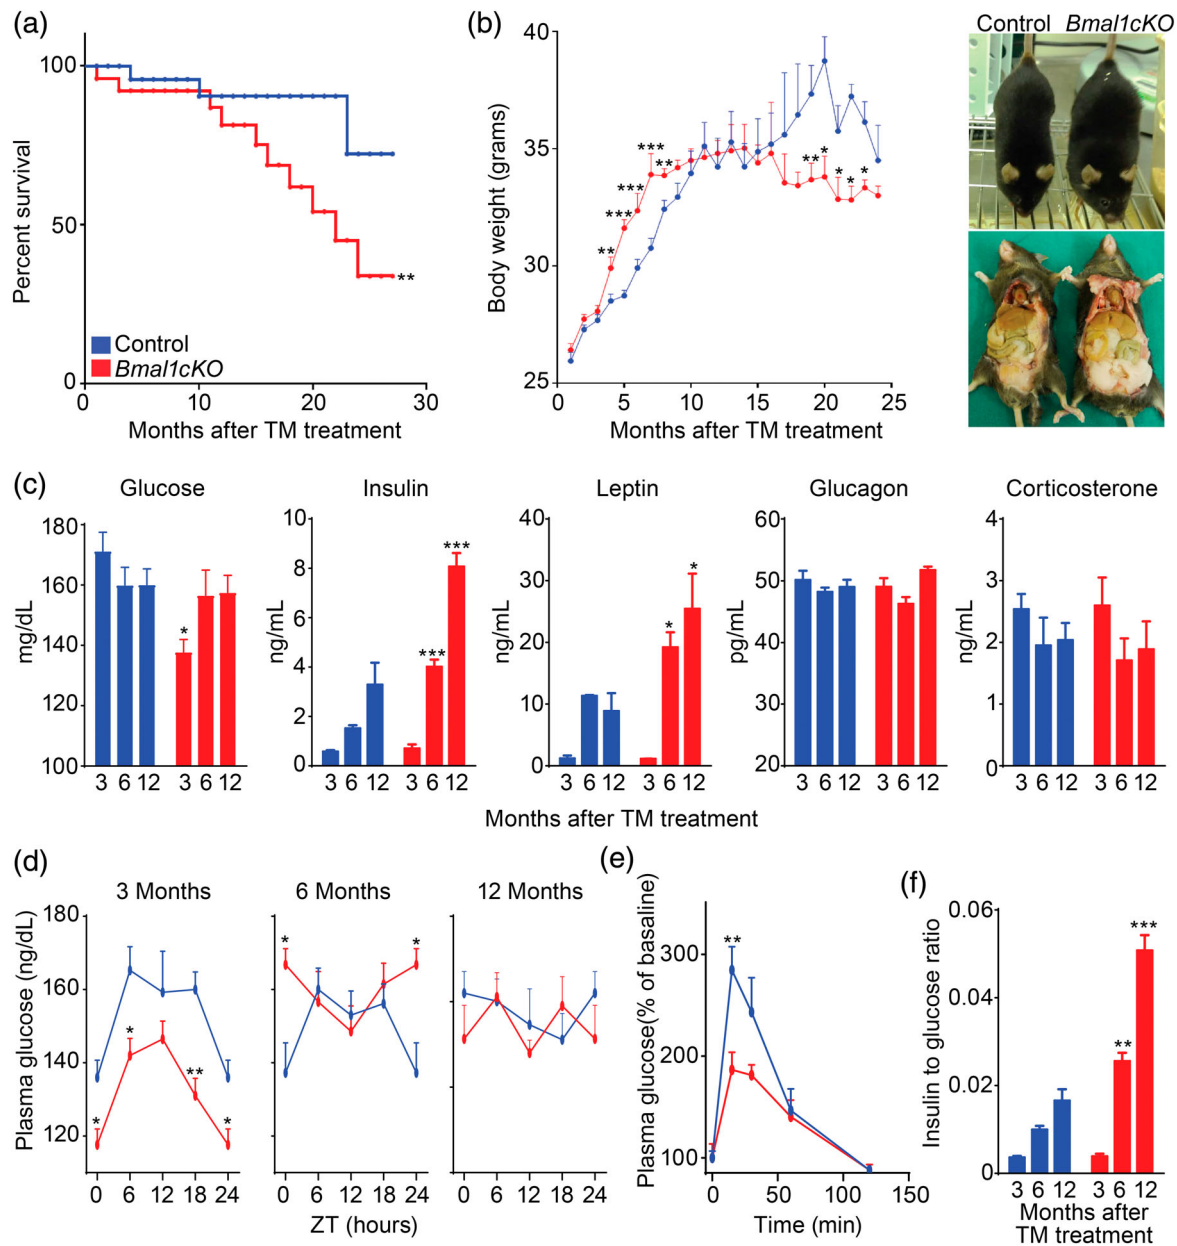 (a)
100
50
0
Percent survival
Control
Bmal1cKO
**
0 10 20 30
Months after TM treatment
(b)
40
35
30
25
Body weight (grams)
** *** *** *** ** ** * * * *
0 5 10 15 20 25
Months after TM treatment
Control Bmal1cKO
(c)
Glucose
180
160
140
120
100
mg/dL
*
3 6 12 3 6 12
Insulin
10
8
6
4
2
0
ng/mL
*** ***
3 6 12 3 6 12
Leptin
40
30
20
10
0
ng/mL
* *
3 6 12 3 6 12
Glucagon
60
50
40
30
20
pg/mL
3 6 12 3 6 12
Corticosterone
4
3
2
1
0
ng/mL
3 6 12 3 6 12
Months after TM treatment
(d)
3 Months
180
160
140
120
Plasma glucose (ng/dL)
* * ** *
0 6 12 18 24
6 Months
* *
0 6 12 18 24
12 Months
0 6 12 18 24
ZT (hours)
(e)
300
200
100
Plasma glucose(% of basaline)
**
0 50 100 150
Time (min)
(f)
0.06
0.04
0.02
0
Insulin to glucose ratio
** ***
3 6 12 3 6 12
Months after
TM treatment